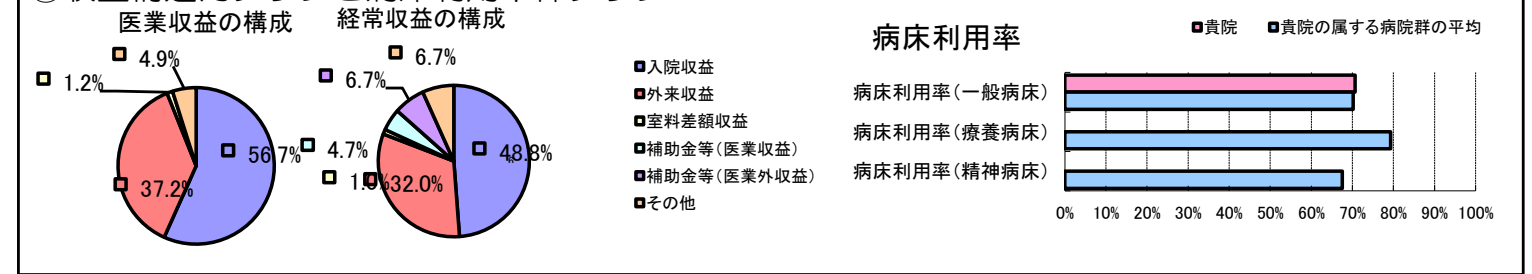 医業収益の構成
経常収益の構成
4.9%
1.2%
56.7%
37.2%
6.7%
6.7%
4.7%
48.8%
32.0%
入院収益
外来収益
室料差額収益
補助金等(医業収益)
補助金等(医業外収益)
その他
病床利用率
貴院
貴院の属する病院群の平均
病床利用率(一般病床)
病床利用率(療養病床)
病床利用率(精神病床)
0% 10% 20% 30% 40% 50% 60% 70% 80% 90% 100%